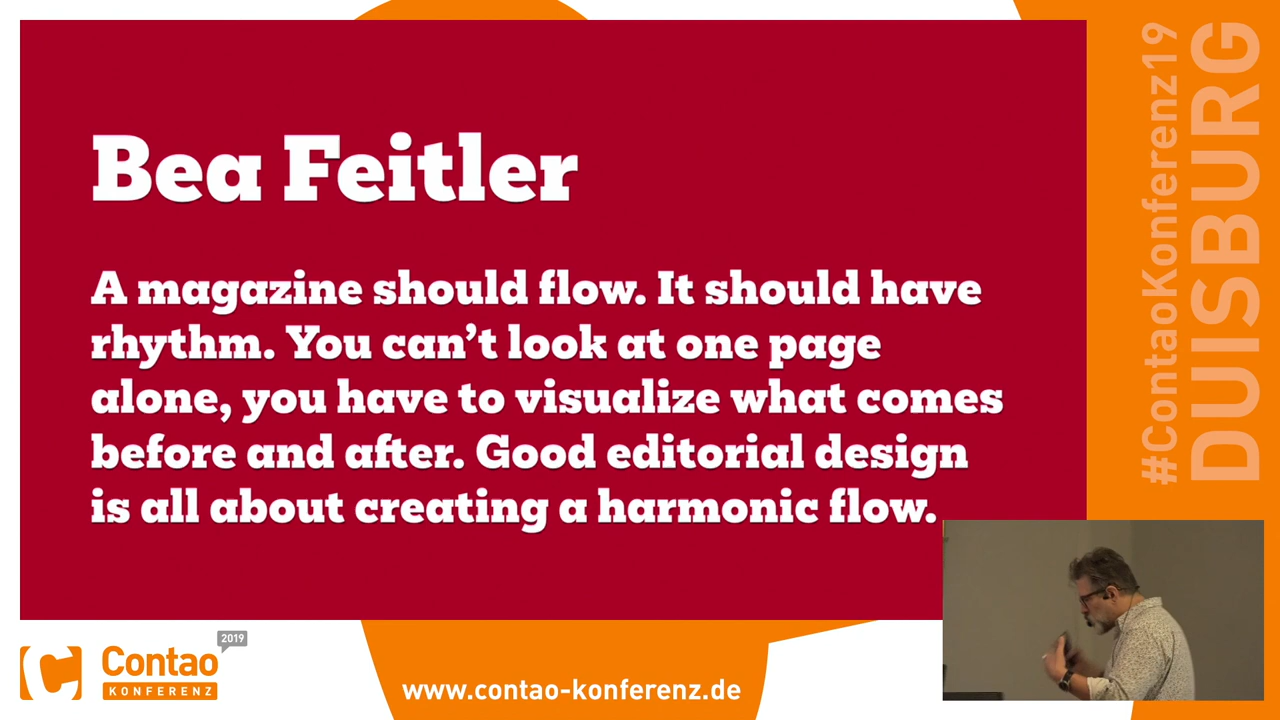 Bea Feitler
A magazine should flow. It should have
rhythm. You can’t look at one page
alone, you have to visualize what comes
before and after. Good editorial design
is all about creating a harmonic flow.
#ContaoKonferenz19
DUISBURG
2019
Contao
KONFERENZ
www.contao-konferenz.de